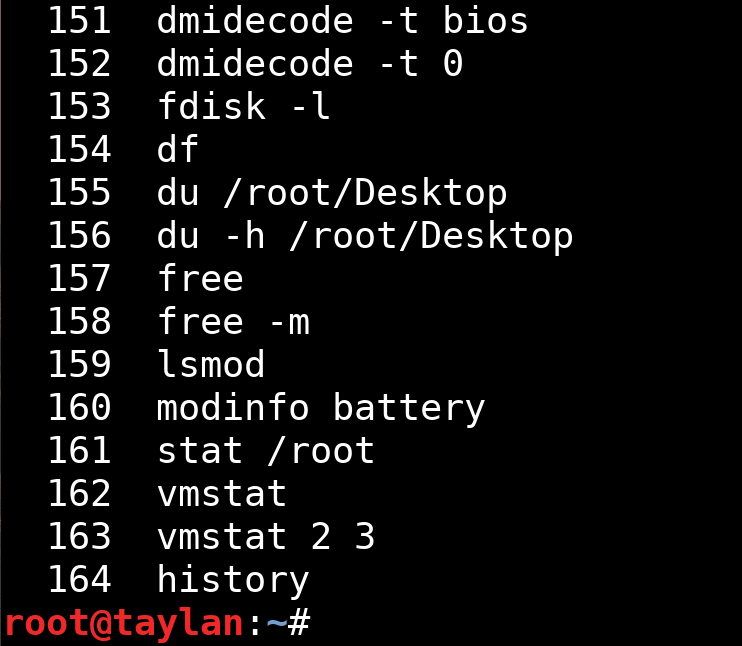 151  dmidecode -t bios
152  dmidecode -t 0
153  fdisk -l
154  df
155  du /root/Desktop
156  du -h /root/Desktop
157  free
158  free -m
159  lsmod
160  modinfo battery
161  stat /root
162  vmstat
163  vmstat 2 3
164  history
root@taylan:~#